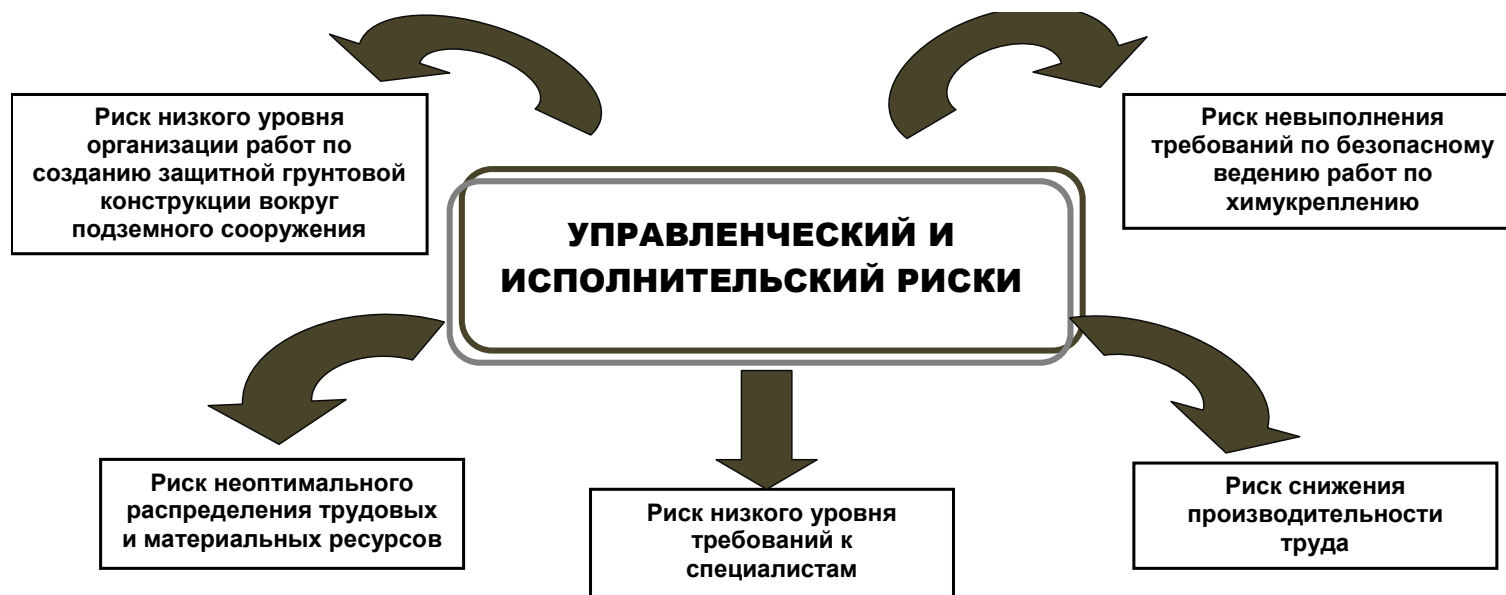 Риск низкого уровня
организации работ по
созданию защитной грунтовой
конструкции вокруг
подземного сооружения
Риск невыполнения
требований по безопасному
ведению работ по
химукреплению
УПРАВЛЕНЧЕСКИЙ И
ИСПОЛНИТЕЛЬСКИЙ РИСКИ
Риск неоптимального
распределения трудовых
и материальных ресурсов
Риск низкого уровня
требований к
специалистам
Риск снижения
производительности
труда